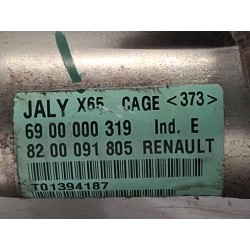 JALY X65 CAGE <373>
69 00 000 319 Ind. E
82 00 091 805 RENAULT
T01394187